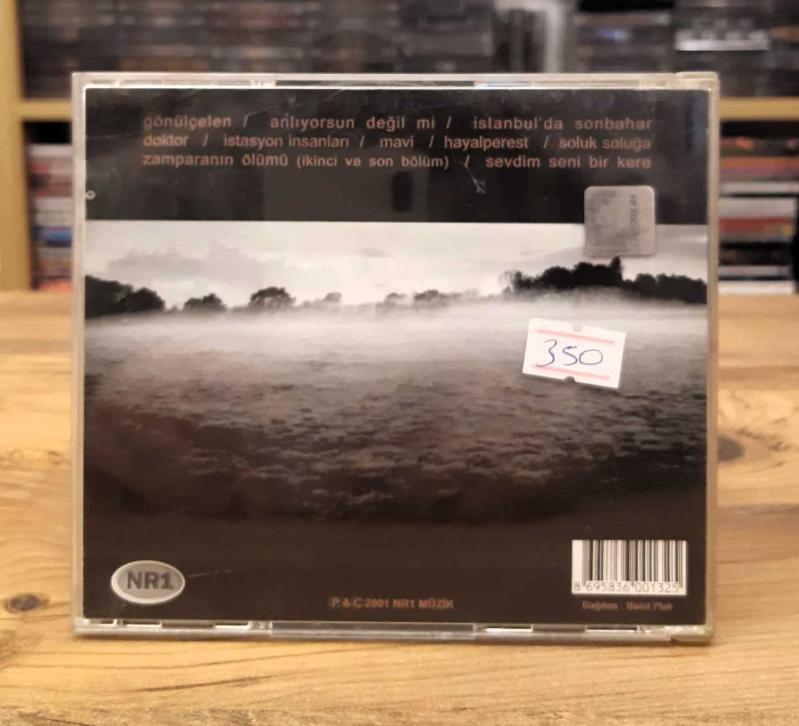 gönülçelen / anlıyorsun değil mi / istanbul'da sonbahar
doktor / istasyon insanları / mavi / hayalperest / soluk soluğa
zamparanın ölümü (ikinci ve son bölüm) / sevdim seni bir kere
350
NR1
P & C 2001 NR1 MÜZİK
8 695836 001325
Dağıtım : Balet Plak